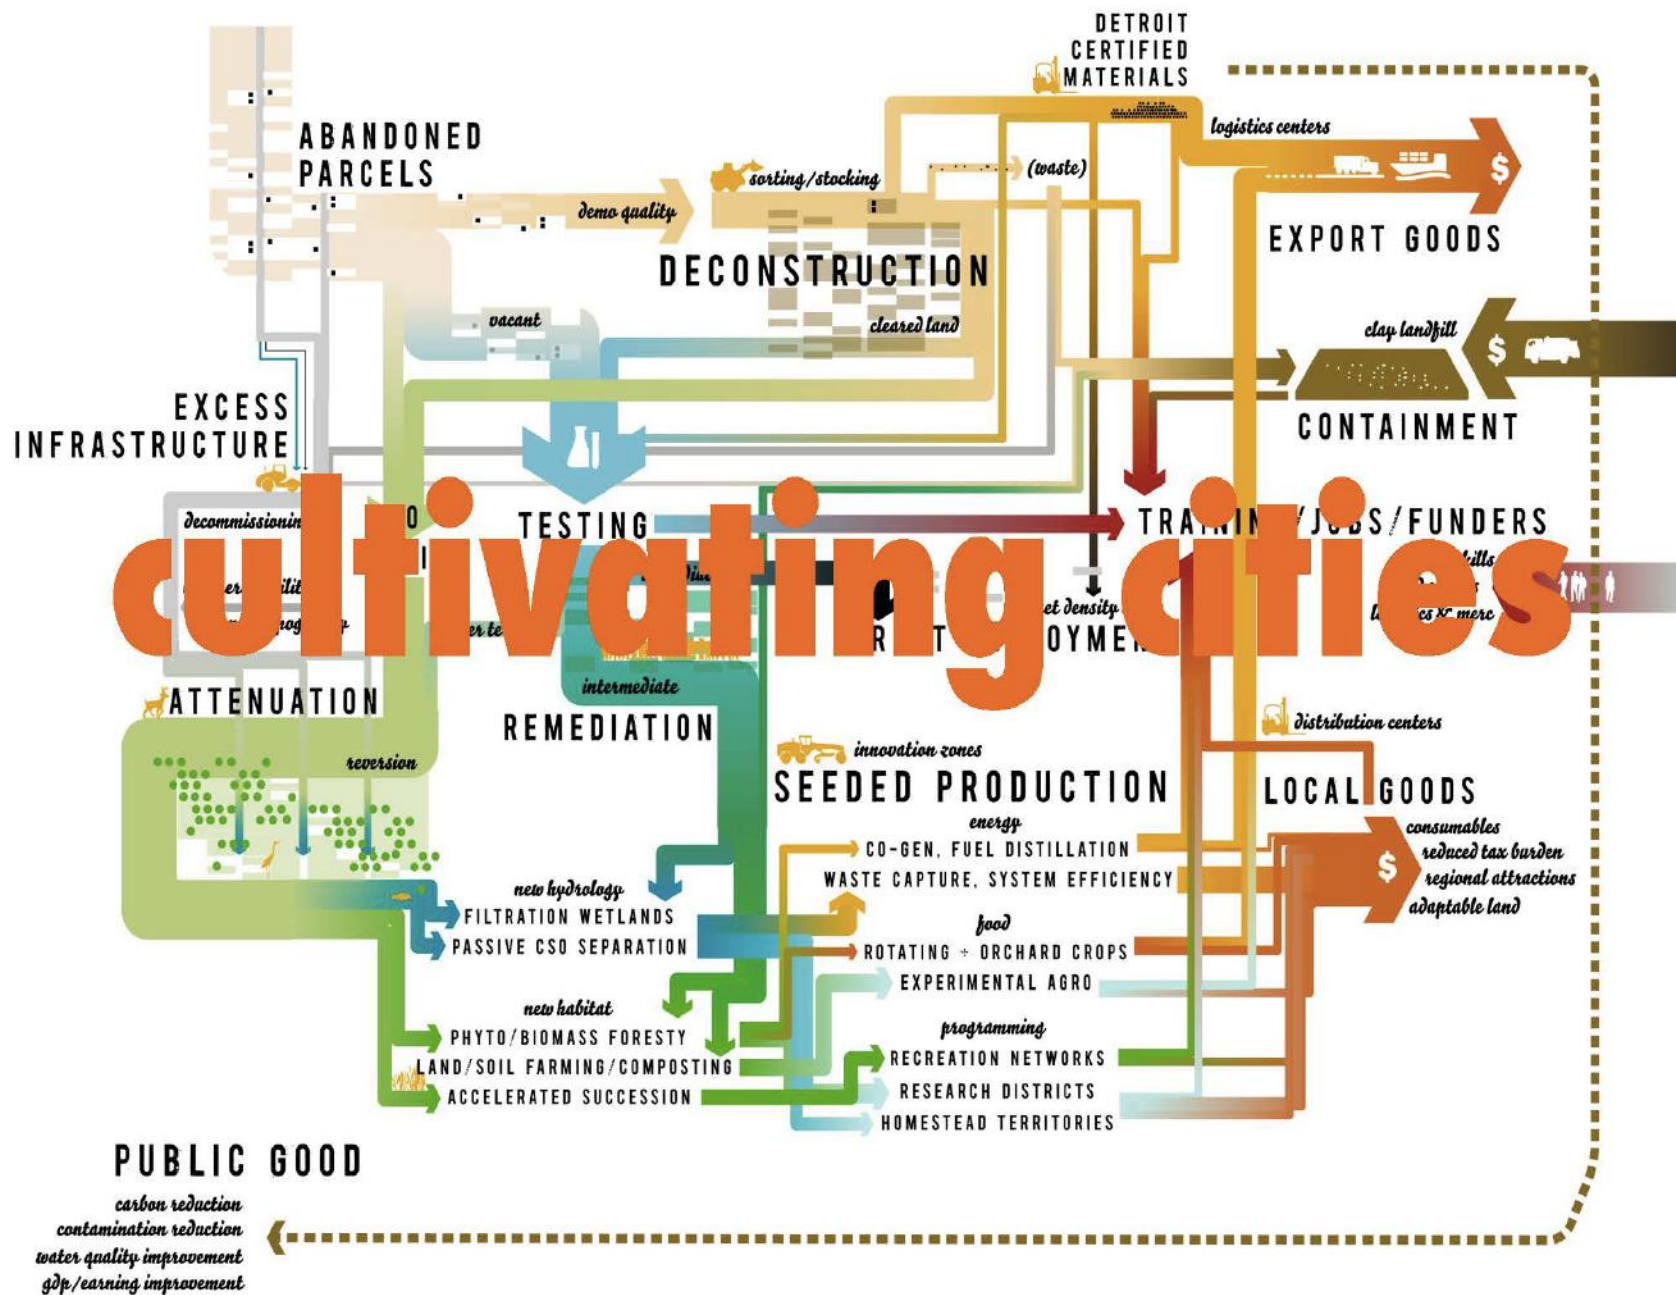 DETROIT
CERTIFIED
MATERIALS
logistics centers
ABANDONED
PARCELS
sorting/stocking
(waste)
demo quality
EXPORT GOODS
DECONSTRUCTION
vacant
cleared land
clay landfill
CONTAINMENT
EXCESS
INFRASTRUCTURE
TESTING
cultivating cities
ATTENUATION
intermediate
REMEDIATION
reversion
distribution centers
innovation zones
SEEDED PRODUCTION
LOCAL GOODS
energy
CO-GEN, FUEL DISTILLATION
WASTE CAPTURE, SYSTEM EFFICIENCY
consumables
reduced tax burden
regional attractions
adaptable land
new hydrology
FILTRATION WETLANDS
PASSIVE CSO SEPARATION
food
ROTATING + ORCHARD CROPS
EXPERIMENTAL AGRO
new habitat
PHYTO/BIOMASS FORESTY
LAND/SOIL FARMING/COMPOSTING
ACCELERATED SUCCESSION
programming
RECREATION NETWORKS
RESEARCH DISTRICTS
HOMESTEAD TERRITORIES
PUBLIC GOOD
carbon reduction
contamination reduction
water quality improvement
gdp/earning improvement